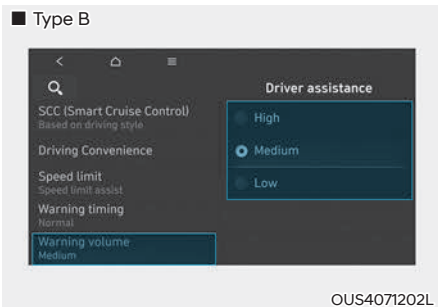 ■ Type B
Driver assistance
SCC (Smart Cruise Control)
Based on driving style
Driving Convenience
Speed limit
Speed limit assist
Warning timing
Normal
Warning volume
Medium
High
Medium
Low
OUS4071202L